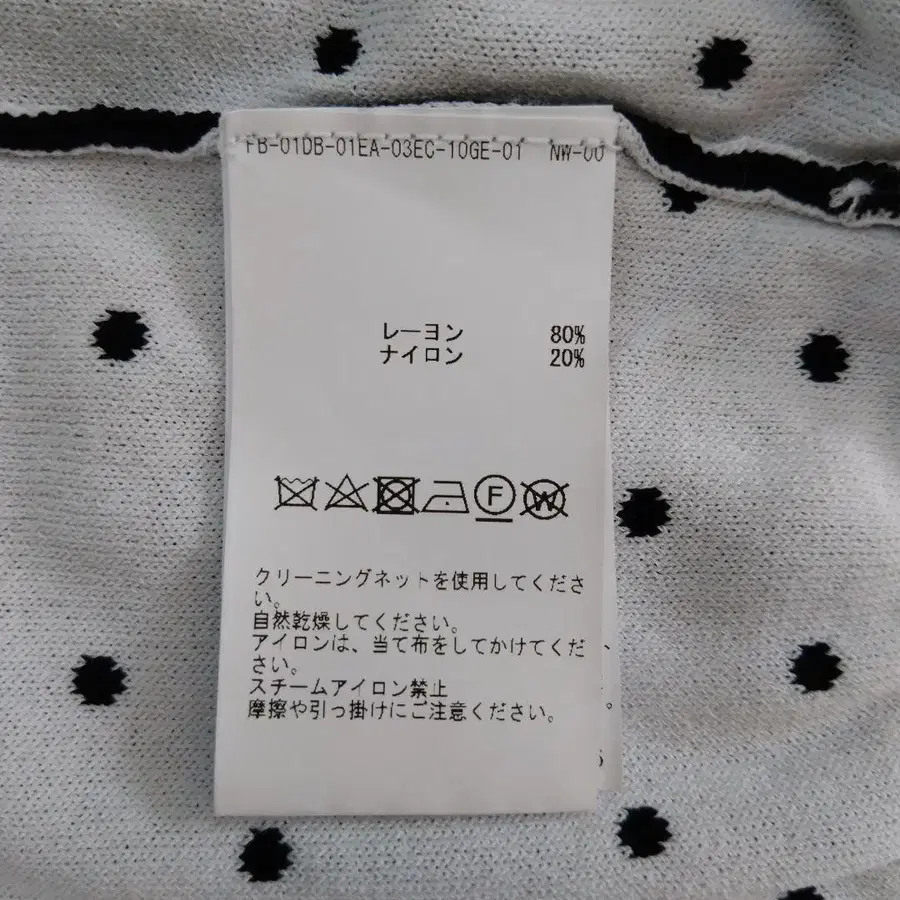 FB-01DB-01EA-03EC-10GE-01 NW-00
レーヨン 80%
ナイロン 20%
F W
クリーニングネットを使用してくださ
い。
自然乾燥してください。
アイロンは、当て布をしてかけてくだ
さい。
スチームアイロン禁止
摩擦や引っ掛けにご注意ください。